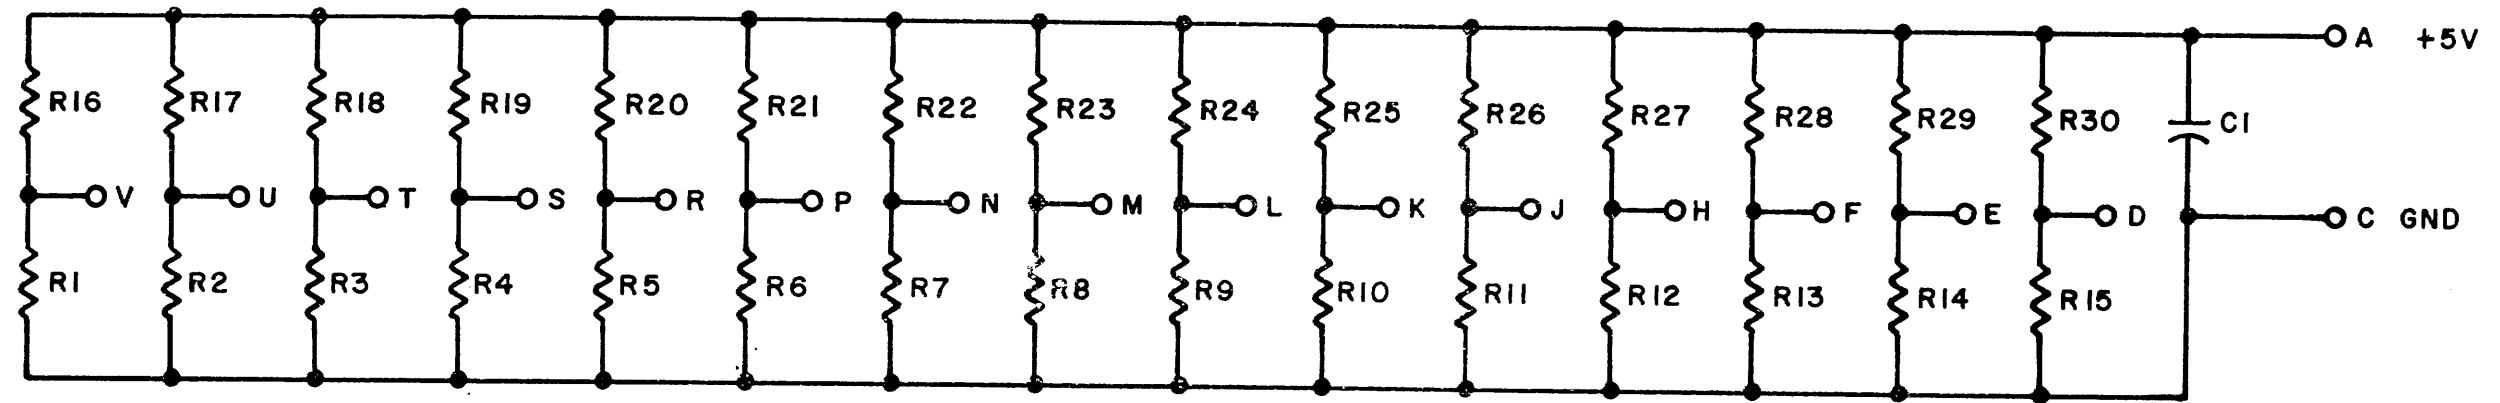 A +5V
R16 R17 R18 R19 R20 R21 R22 R23 R24 R25 R26 R27 R28 R29 R30 C1
V U T S R P N M L K J H F E D C GND
R1 R2 R3 R4 R5 R6 R7 R8 R9 R10 R11 R12 R13 R14 R15